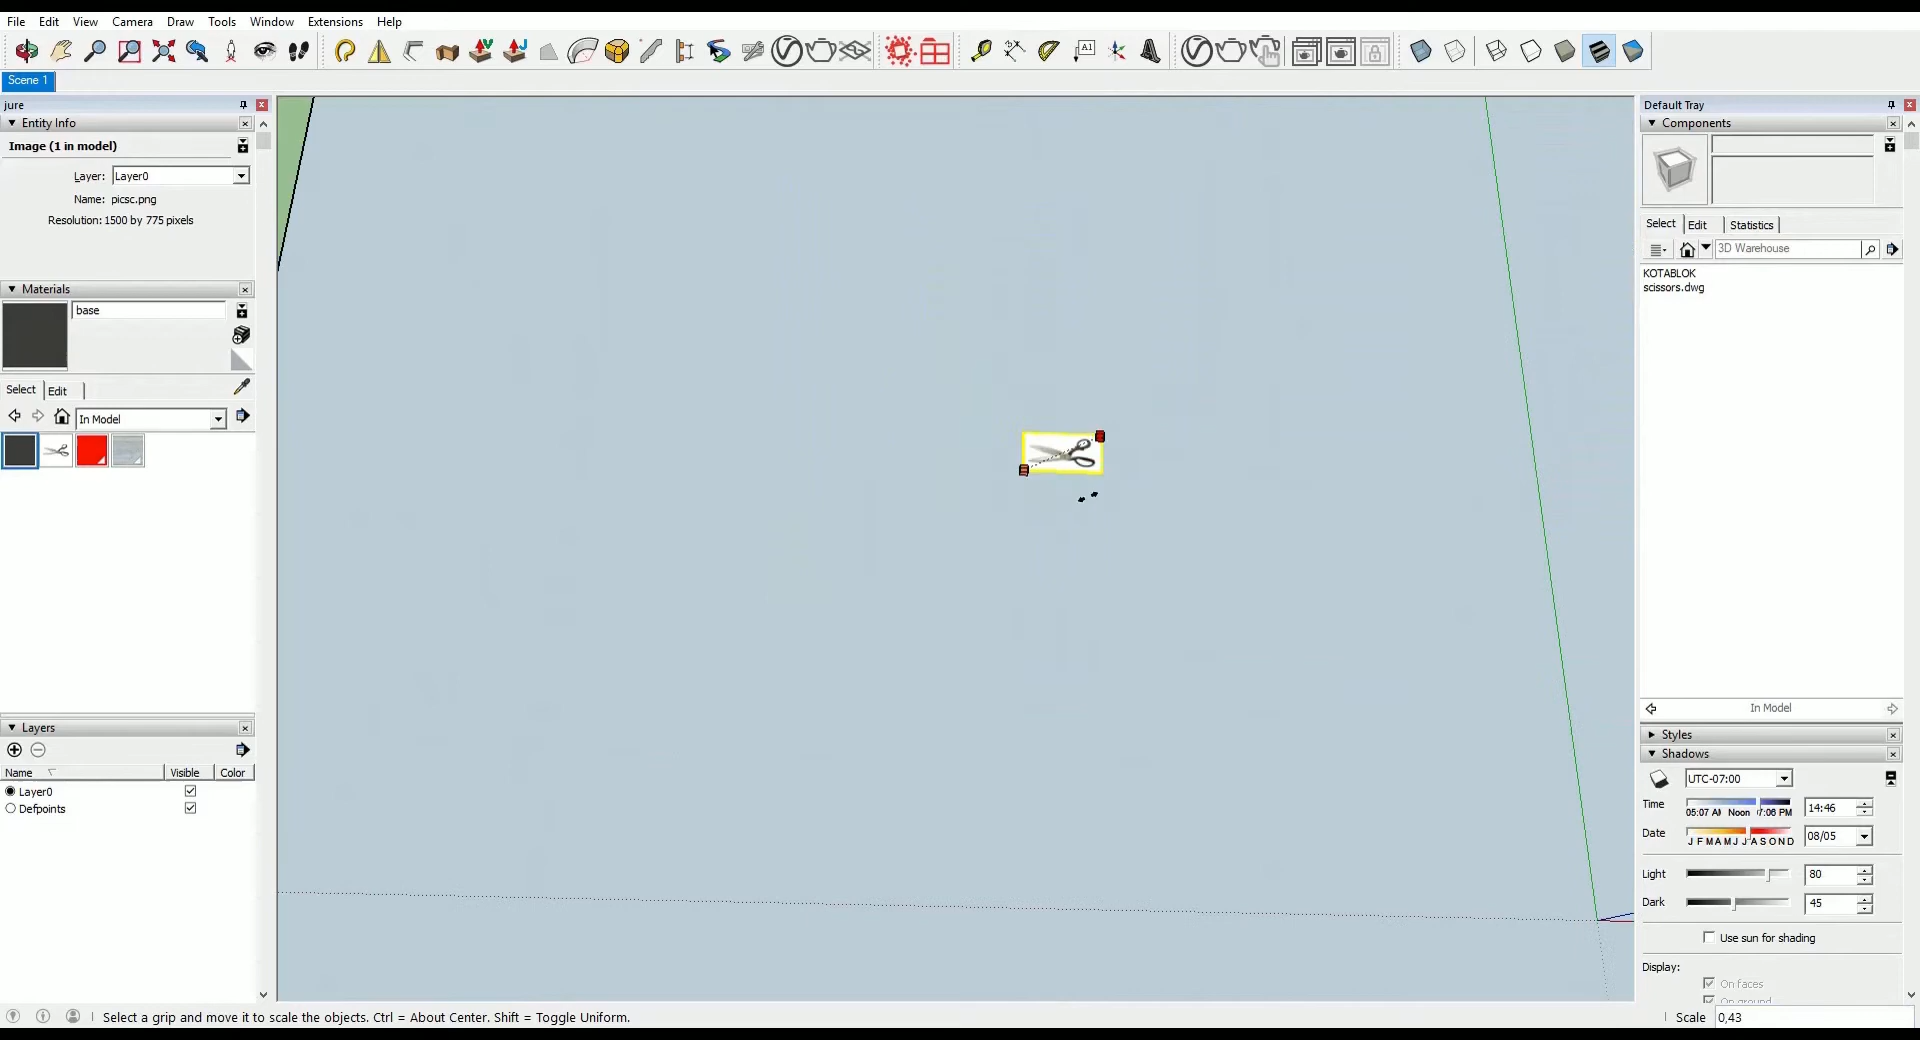 File Edit View Camera Draw Tools Window Extensions Help
A1
Scene 1
jure
Entity Info
Image (1 in model)
Layer: Layer0
Name: picsc.png
Resolution: 1500 by 775 pixels
Materials
base
Select Edit
In Model
Layers
Name Visible Color
Layer0
Defpoints
Default Tray
Components
Select Edit Statistics
3D Warehouse
KOTABLOK
scissors.dwg
In Model
Styles
Shadows
UTC-07:00
Time 14:46
05:07 AM Noon 7:06 PM
Date 08/05
J F M A M J J A S O N D
Light 80
Dark 45
Use sun for shading
Display:
On faces
On ground
Select a grip and move it to scale the objects. Ctrl = About Center. Shift = Toggle Uniform.
Scale 0,43